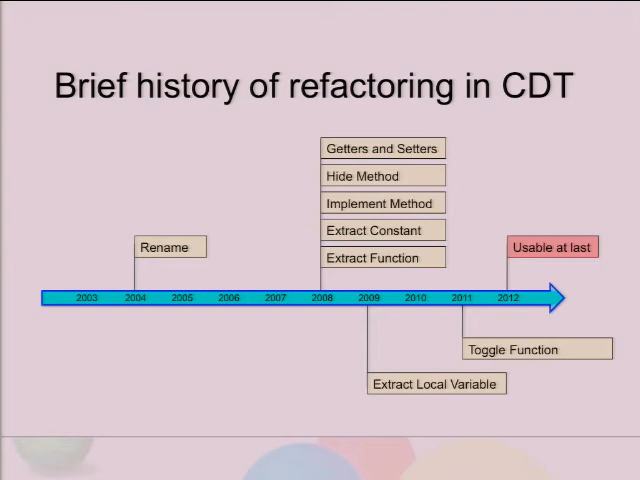 Brief history of refactoring in CDT
Getters and Setters
Hide Method
Implement Method
Extract Constant
Extract Function
Rename
Usable at last
2003 2004 2005 2006 2007 2008 2009 2010 2011 2012
Toggle Function
Extract Local Variable